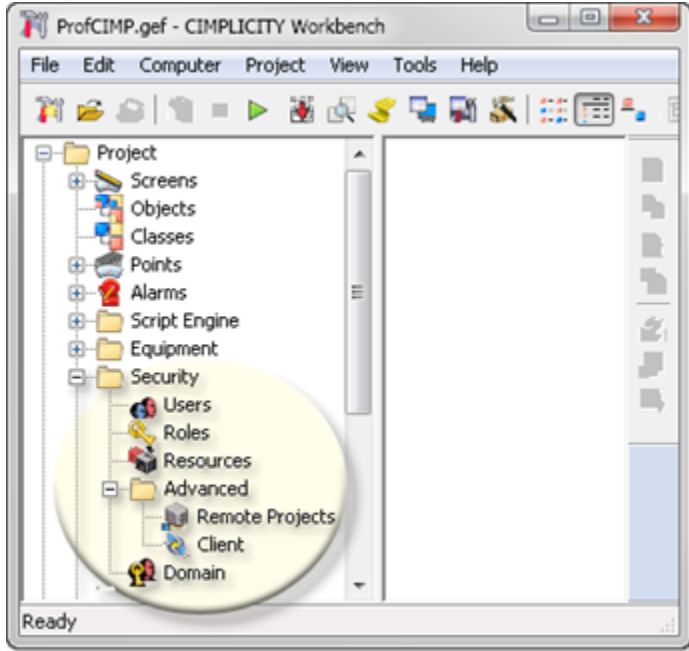 ProfCIMP.gef - CIMPLICITY Workbench
File Edit Computer Project View Tools Help
Project
Screens
Objects
Classes
Points
Alarms
Script Engine
Equipment
Security
Users
Roles
Resources
Advanced
Remote Projects
Client
Domain
Ready